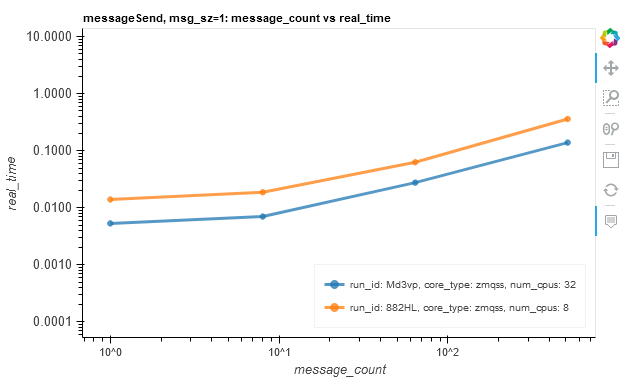 messageSend, msg_sz=1: message_count vs real_time
10.0000
1.0000
0.1000
0.0100
0.0010
0.0001
real_time
run_id: Md3vp, core_type: zmqss, num_cpus: 32
run_id: 882HL, core_type: zmqss, num_cpus: 8
10^0
10^1
10^2
message_count